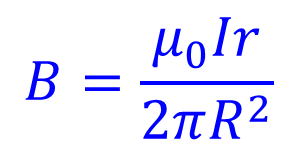 B = μ₀Ir / 2πR²